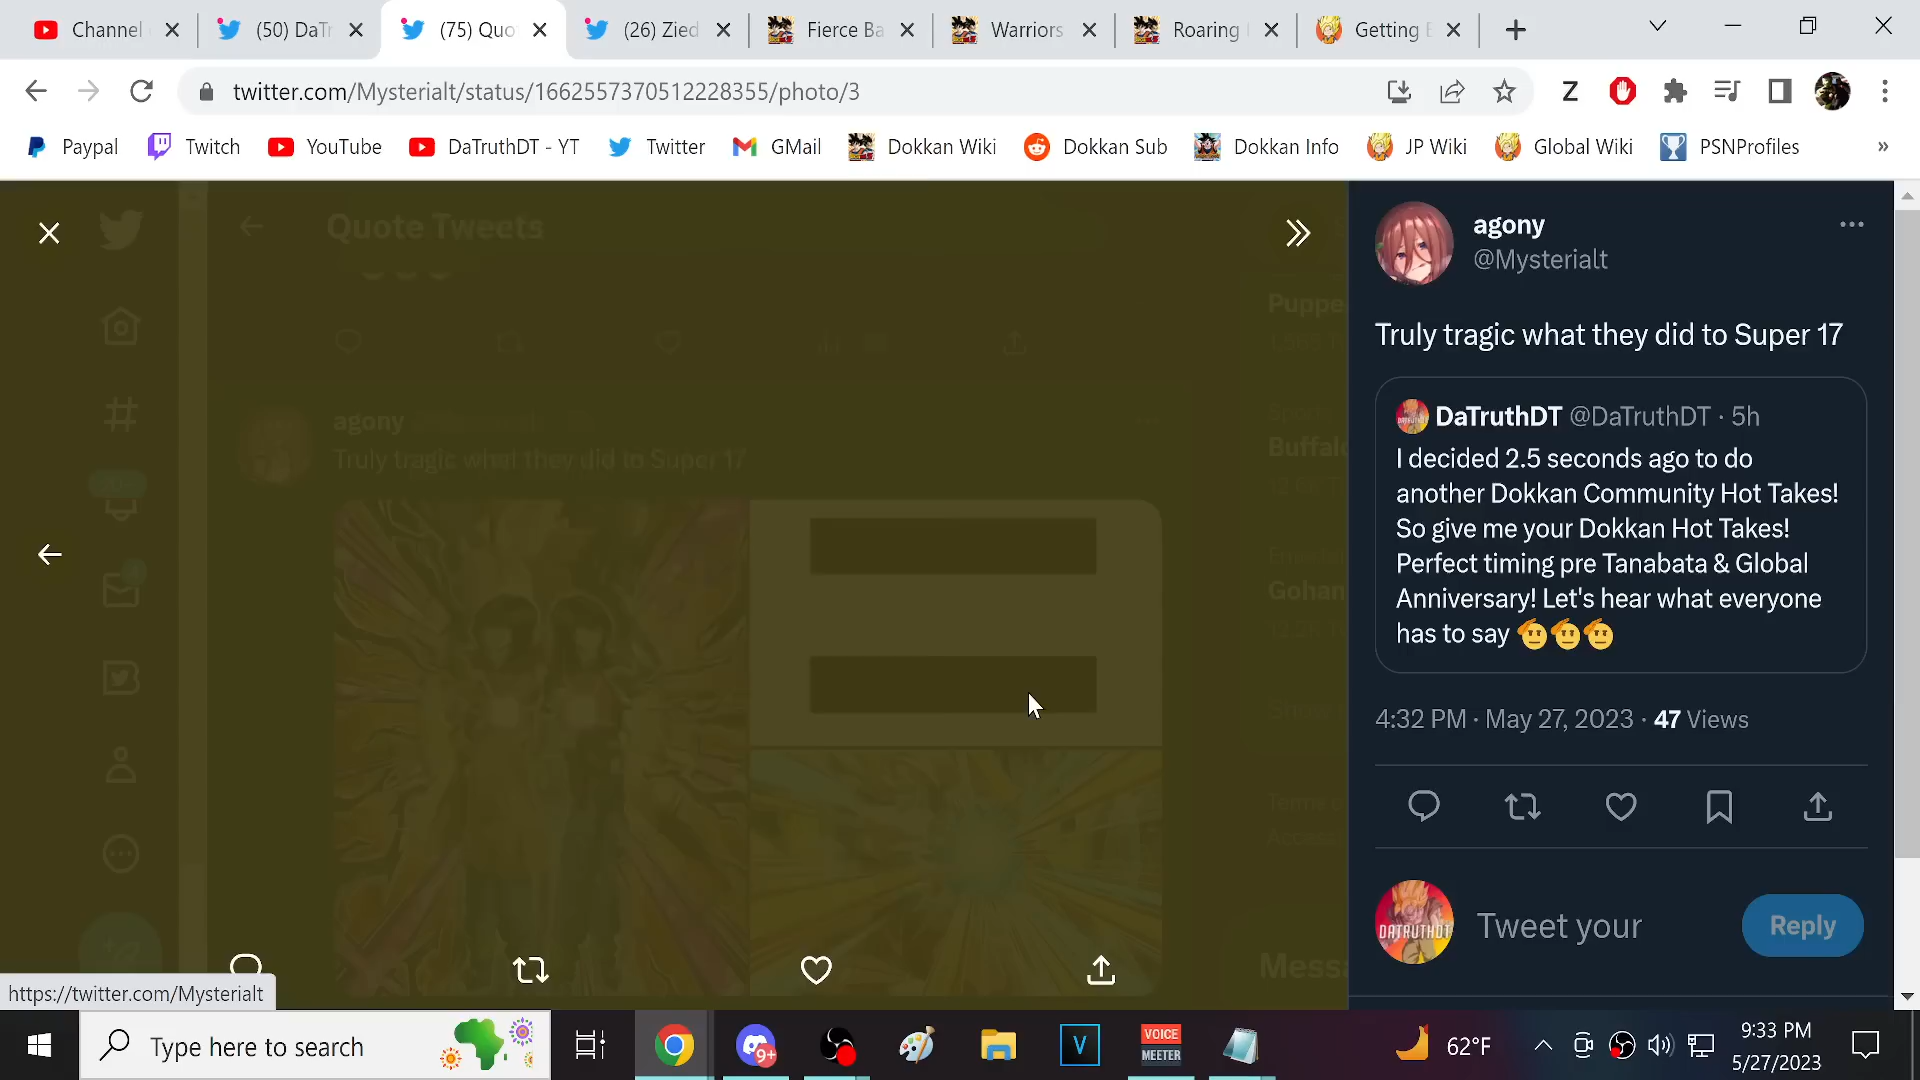 Channel
(50) DaTr
(75) Quo
(26) Zied
Fierce Ba
Warriors
Roaring
Getting
twitter.com/Mysterialt/status/1662557370512228355/photo/3
Z
Paypal
Twitch
YouTube
DaTruthDT - YT
Twitter
GMail
Dokkan Wiki
Dokkan Sub
Dokkan Info
JP Wiki
Global Wiki
PSNProfiles
Quote Tweets
agony
Truly tragic what they did to Super 17
Puppe
Buffal
Gohan
Mess
agony
@Mysterialt
Truly tragic what they did to Super 17
DaTruthDT @DaTruthDT · 5h
I decided 2.5 seconds ago to do
another Dokkan Community Hot Takes!
So give me your Dokkan Hot Takes!
Perfect timing pre Tanabata & Global
Anniversary! Let's hear what everyone
has to say 🫡🫡🫡
4:32 PM · May 27, 2023 · 47 Views
DATRUTHDT
Tweet your
Reply
https://twitter.com/Mysterialt
Type here to search
9+
V
VOICE
MEETER
62°F
9:33 PM
5/27/2023